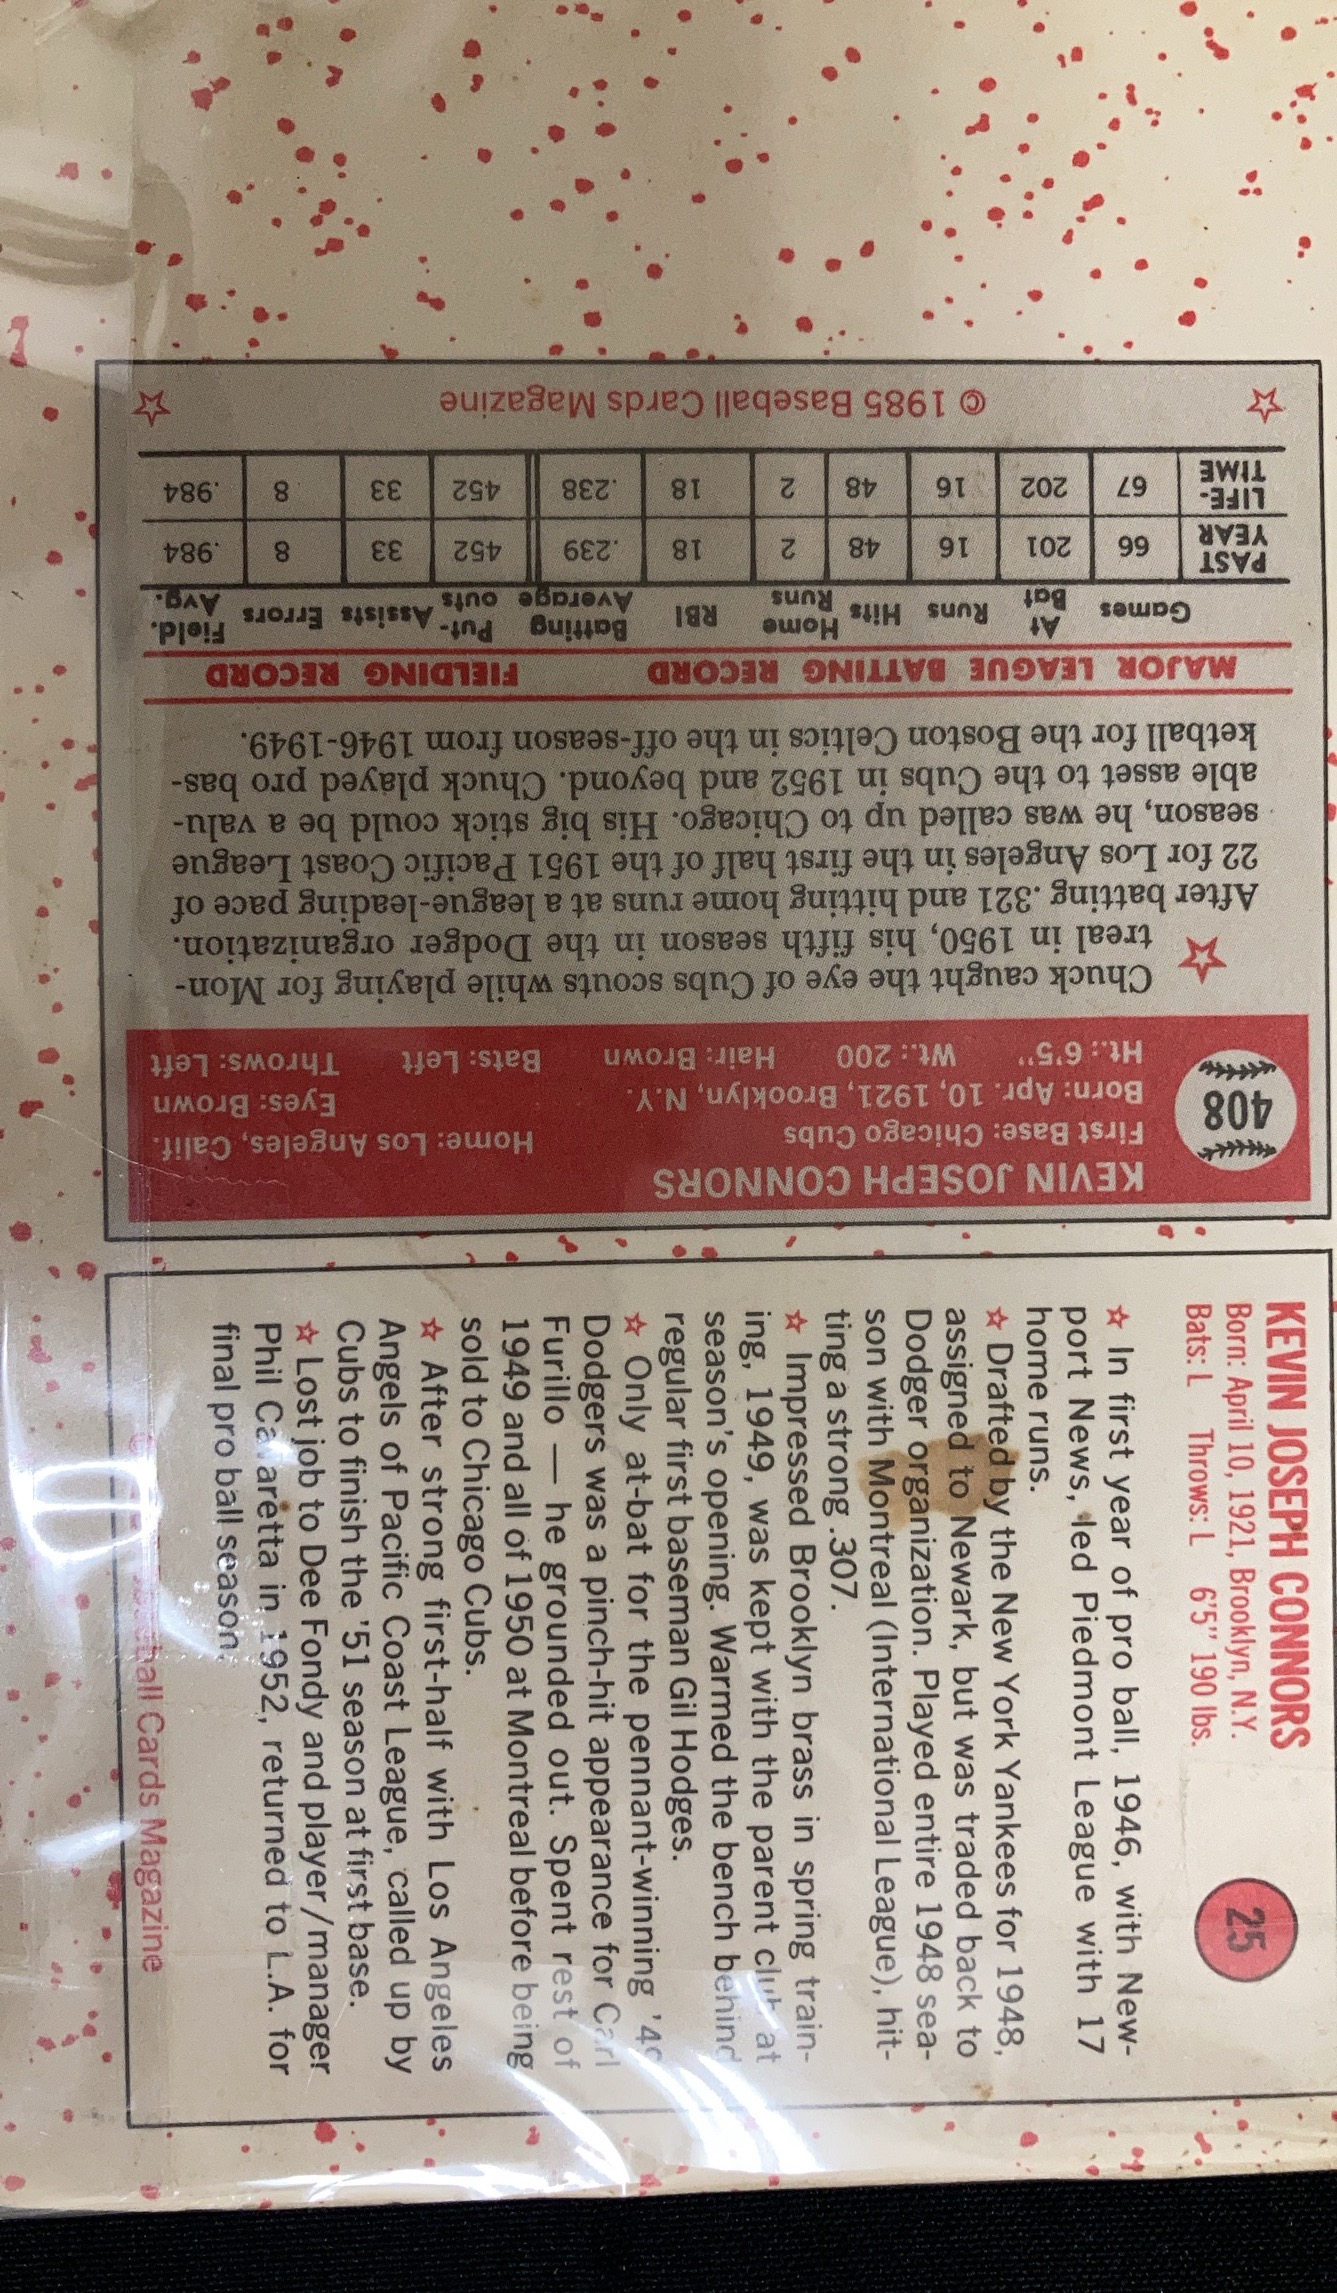 KEVIN JOSEPH CONNORS
First Base: Chicago Cubs Home: Los Angeles, Calif.
Born: Apr. 10, 1921, Brooklyn, N.Y. Eyes: Brown
Ht.: 6'5" Wt.: 200 Hair: Brown Bats: Left Throws: Left
408
☆ Chuck caught the eye of Cubs scouts while playing for Mon-
treal in 1950, his fifth season in the Dodger organization.
After batting .321 and hitting home runs at a league-leading pace of
22 for Los Angeles in the first half of the 1951 Pacific Coast League
season, he was called up to Chicago. His big stick could be a valu-
able asset to the Cubs in 1952 and beyond. Chuck played pro bas-
ketball for the Boston Celtics in the off-season from 1946-1949.
MAJOR LEAGUE BATTING RECORD FIELDING RECORD
Games At Bat Runs Hits Home Runs RBI Batting Average Put-outs Assists Errors Field. Avg.
PAST YEAR 66 201 16 48 2 18 .239 452 33 8 .984
LIFE-TIME 67 202 16 48 2 18 .238 452 33 8 .984
☆ © 1985 Baseball Cards Magazine ☆
KEVIN JOSEPH CONNORS
Born: April 10, 1921, Brooklyn, N.Y.
Bats: L Throws: L 6'5" 190 lbs.
25
☆ In first year of pro ball, 1946, with New-
port News, led Piedmont League with 17
home runs.
☆ Drafted by the New York Yankees for 1948,
assigned to Newark, but was traded back to
Dodger organization. Played entire 1948 sea-
son with Montreal (International League), hit-
ting a strong .307.
☆ Impressed Brooklyn brass in spring train-
ing, 1949, was kept with the parent club at
season's opening. Warmed the bench behind
regular first baseman Gil Hodges.
☆ Only at-bat for the pennant-winning
Dodgers was a pinch-hit appearance for Carl
Furillo — he grounded out. Spent rest of
1949 and all of 1950 at Montreal before being
sold to Chicago Cubs.
☆ After strong first-half with Los Angeles
Angels of Pacific Coast League, called up by
Cubs to finish the '51 season at first base.
☆ Lost job to Dee Fondy and player/manager
Phil Cavaretta in 1952, returned to L.A. for
final pro ball season.
Cards Magazine